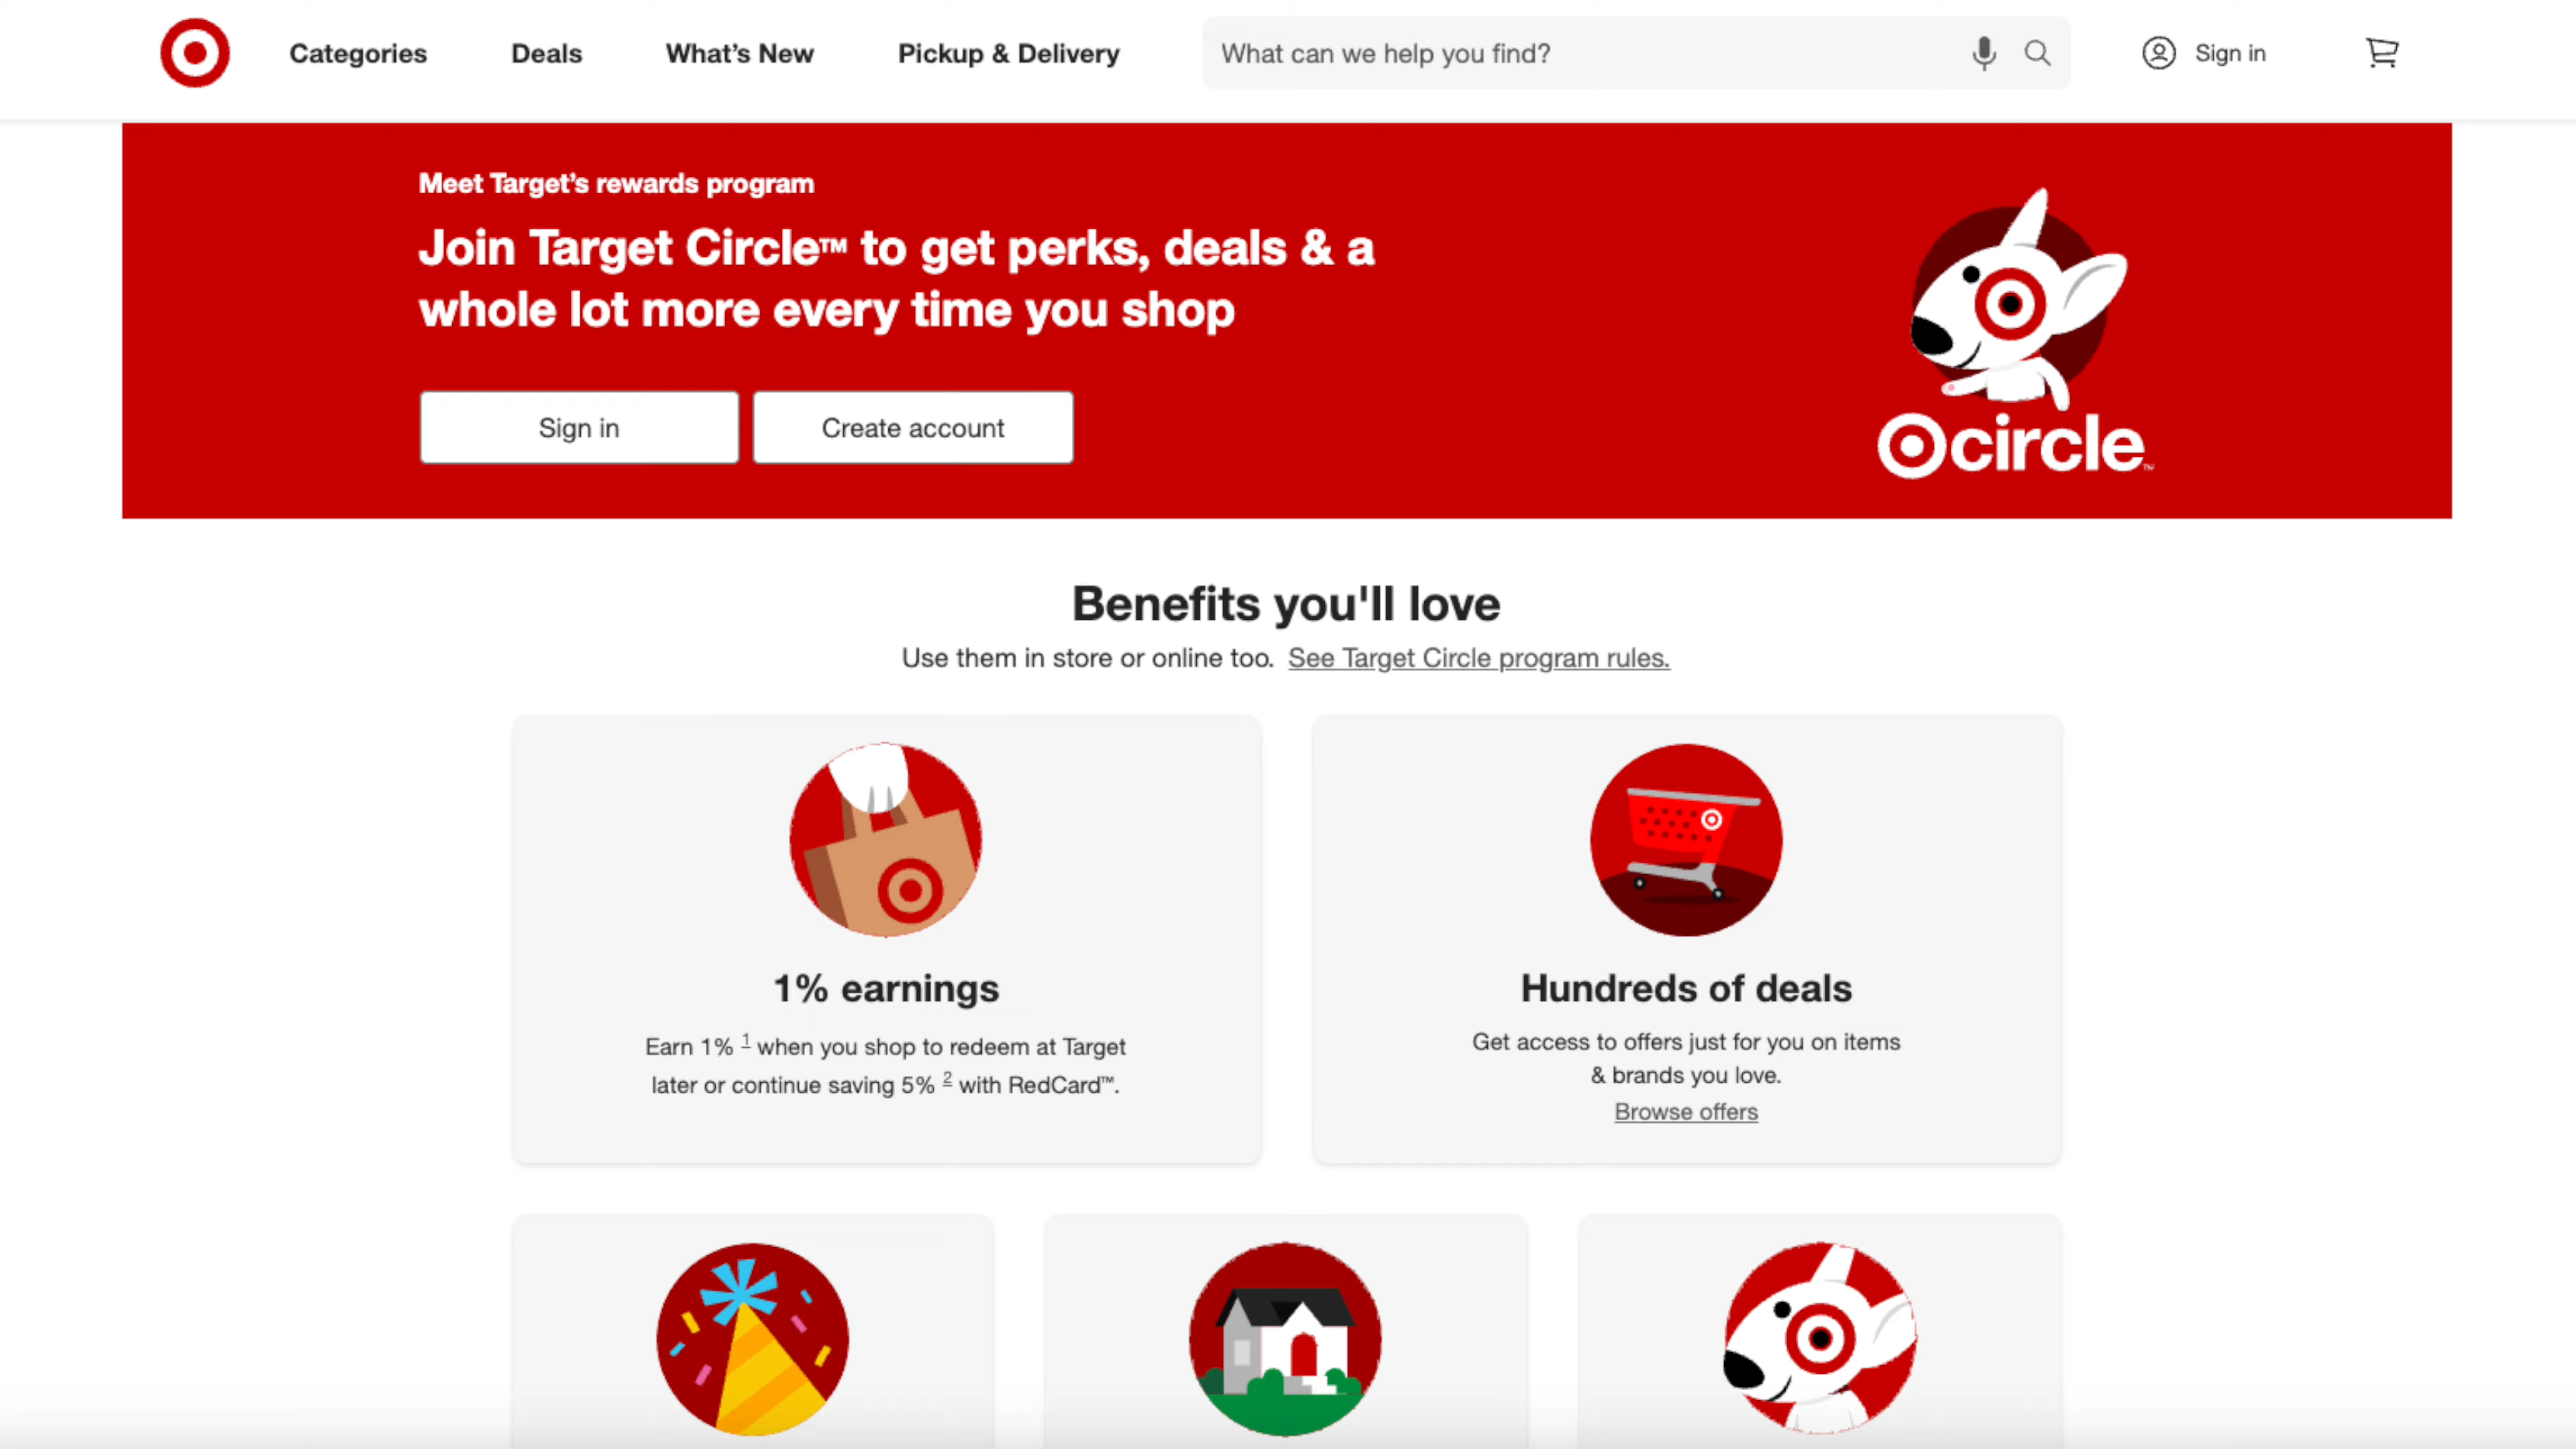 Categories
Deals
What's New
Pickup & Delivery
What can we help you find?
Sign in
Meet Target's rewards program
Join Target Circle™ to get perks, deals & a
whole lot more every time you shop
Sign in
Create account
circle™
Benefits you'll love
Use them in store or online too. See Target Circle program rules.
1% earnings
Earn 1% 1 when you shop to redeem at Target
later or continue saving 5% 2 with RedCard™.
Hundreds of deals
Get access to offers just for you on items
& brands you love.
Browse offers